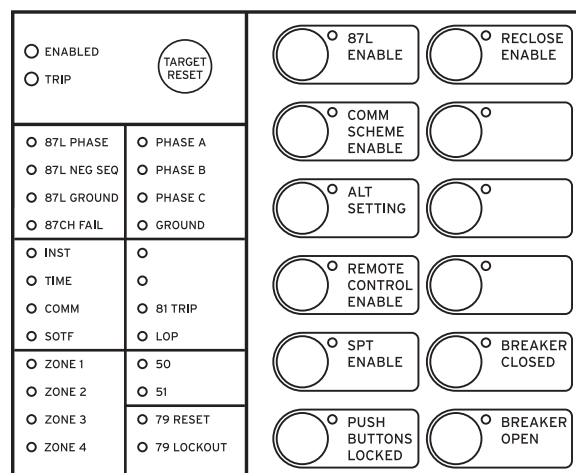 ENABLED
TRIP
TARGET
RESET
87L PHASE
87L NEG SEQ
87L GROUND
87CH FAIL
PHASE A
PHASE B
PHASE C
GROUND
INST
TIME
COMM
SOTF
81 TRIP
LOP
ZONE 1
ZONE 2
ZONE 3
ZONE 4
50
51
79 RESET
79 LOCKOUT
87L
ENABLE
RECLOSE
ENABLE
COMM
SCHEME
ENABLE
ALT
SETTING
REMOTE
CONTROL
ENABLE
SPT
ENABLE
BREAKER
CLOSED
PUSH
BUTTONS
LOCKED
BREAKER
OPEN